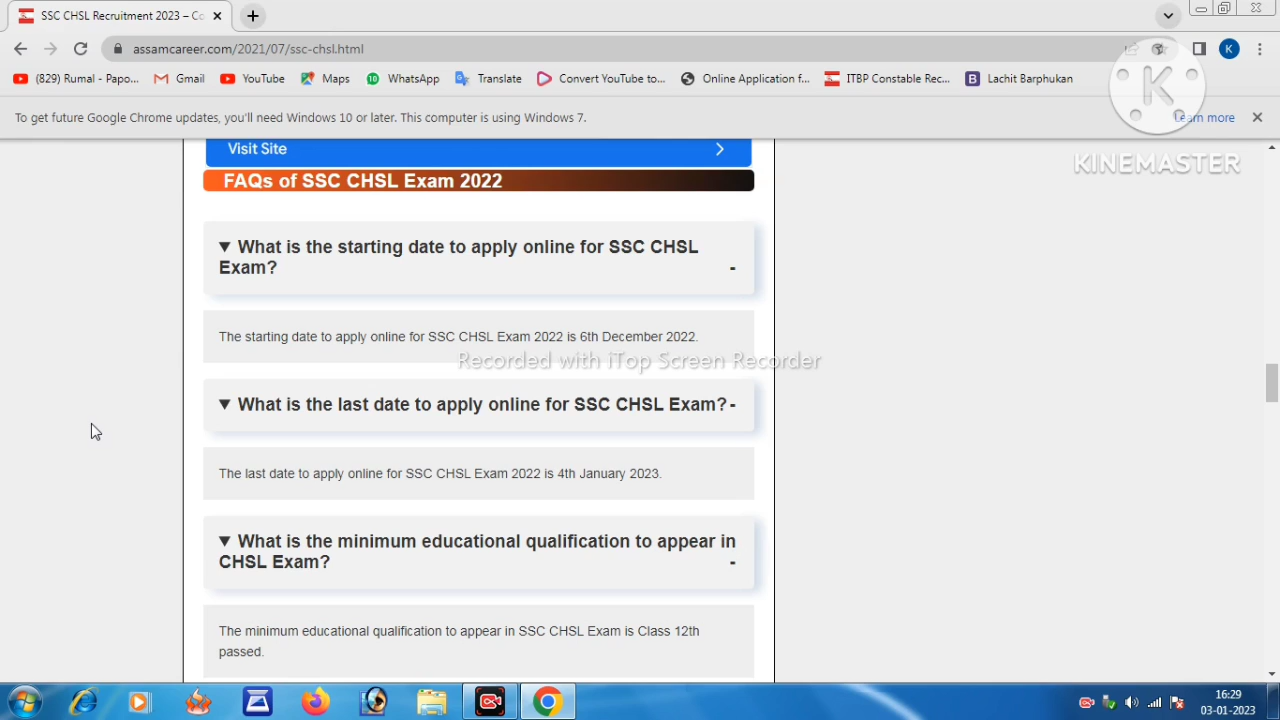 SSC CHSL Recruitment 2023 – Co
assamcareer.com/2021/07/ssc-chsl.html
K
(829) Rumal - Papo...
Gmail
YouTube
Maps
10
WhatsApp
Translate
Convert YouTube to...
Online Application f...
ITBP Constable Rec...
B
Lachit Barphukan
To get future Google Chrome updates, you'll need Windows 10 or later. This computer is using Windows 7.
Learn more
K
KINEMASTER
Visit Site
FAQs of SSC CHSL Exam 2022
▼ What is the starting date to apply online for SSC CHSL
Exam? -
The starting date to apply online for SSC CHSL Exam 2022 is 6th December 2022.
Recorded with iTop Screen Recorder
▼ What is the last date to apply online for SSC CHSL Exam? -
The last date to apply online for SSC CHSL Exam 2022 is 4th January 2023.
▼ What is the minimum educational qualification to appear in
CHSL Exam? -
The minimum educational qualification to appear in SSC CHSL Exam is Class 12th
passed.
16:29
03-01-2023